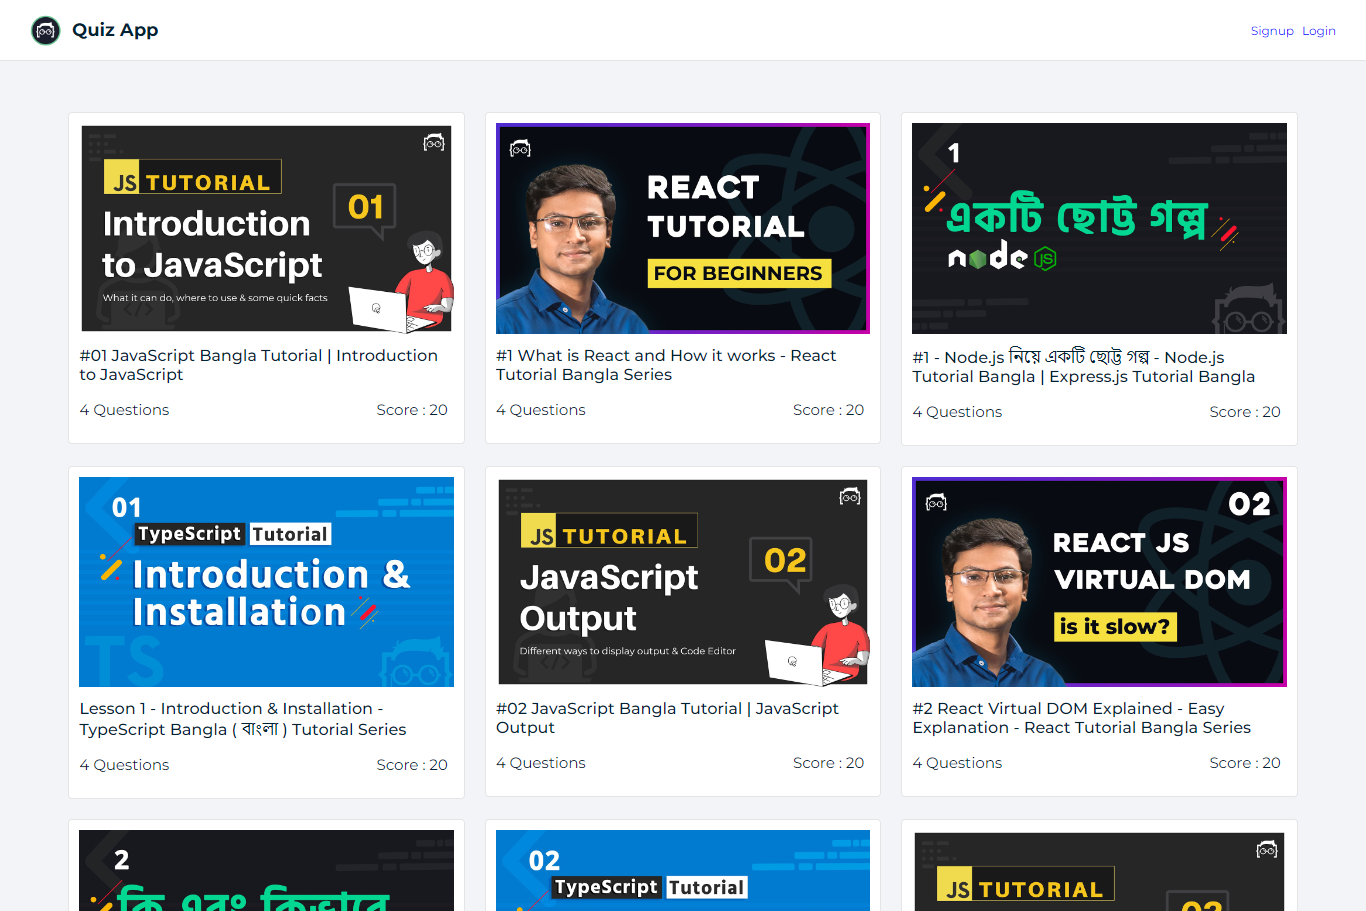 Quiz App
Signup Login
JS TUTORIAL
01
Introduction
to JavaScript
What it can do, where to use & some quick facts
#01 JavaScript Bangla Tutorial | Introduction
to JavaScript
4 Questions Score : 20
REACT
TUTORIAL
FOR BEGINNERS
#1 What is React and How it works - React
Tutorial Bangla Series
4 Questions Score : 20
1
একটি ছোট্ট গল্প
node JS
#1 - Node.js নিয়ে একটি ছোট্ট গল্প - Node.js
Tutorial Bangla | Express.js Tutorial Bangla
4 Questions Score : 20
01
TypeScript Tutorial
Introduction &
Installation
TS
Lesson 1 - Introduction & Installation -
TypeScript Bangla ( বাংলা ) Tutorial Series
4 Questions Score : 20
JS TUTORIAL
02
JavaScript
Output
Different ways to display output & Code Editor
#02 JavaScript Bangla Tutorial | JavaScript
Output
4 Questions Score : 20
02
REACT JS
VIRTUAL DOM
is it slow?
#2 React Virtual DOM Explained - Easy
Explanation - React Tutorial Bangla Series
4 Questions Score : 20
2
কি এবং কিভাবে
02
TypeScript Tutorial
JS TUTORIAL